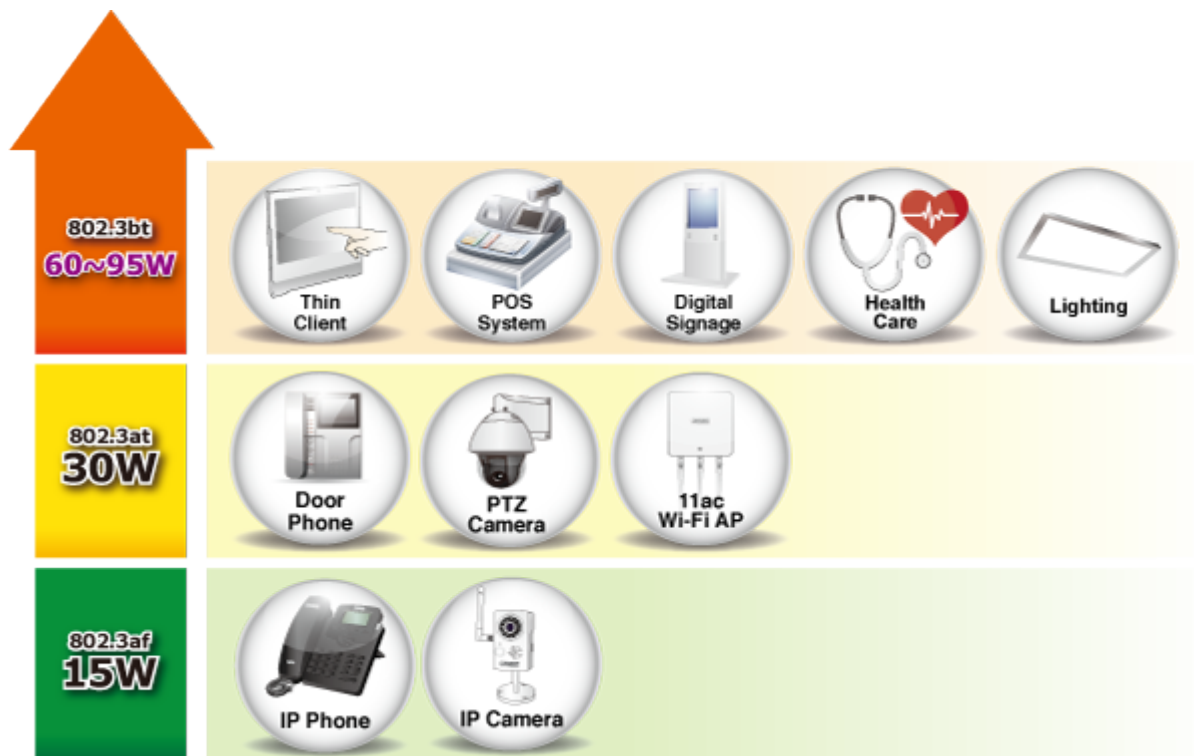 802.3bt
60~95W
Thin
Client
POS
System
Digital
Signage
Health
Care
Lighting
802.3at
30W
Door
Phone
PTZ
Camera
11ac
Wi-Fi AP
802.3af
15W
IP Phone
IP Camera